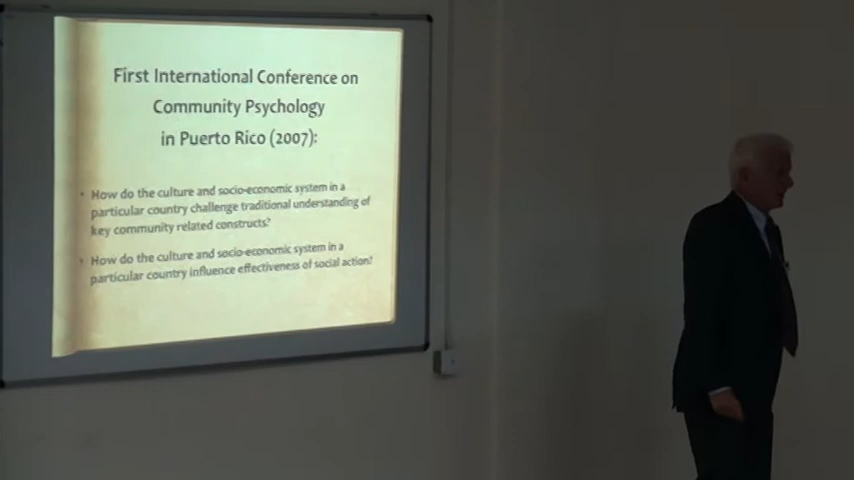 First International Conference on
Community Psychology
in Puerto Rico (2007):
• How do the culture and socio-economic system in a
particular country challenge traditional understanding of
key community related constructs?
• How do the culture and socio-economic system in a
particular country influence effectiveness of social action?